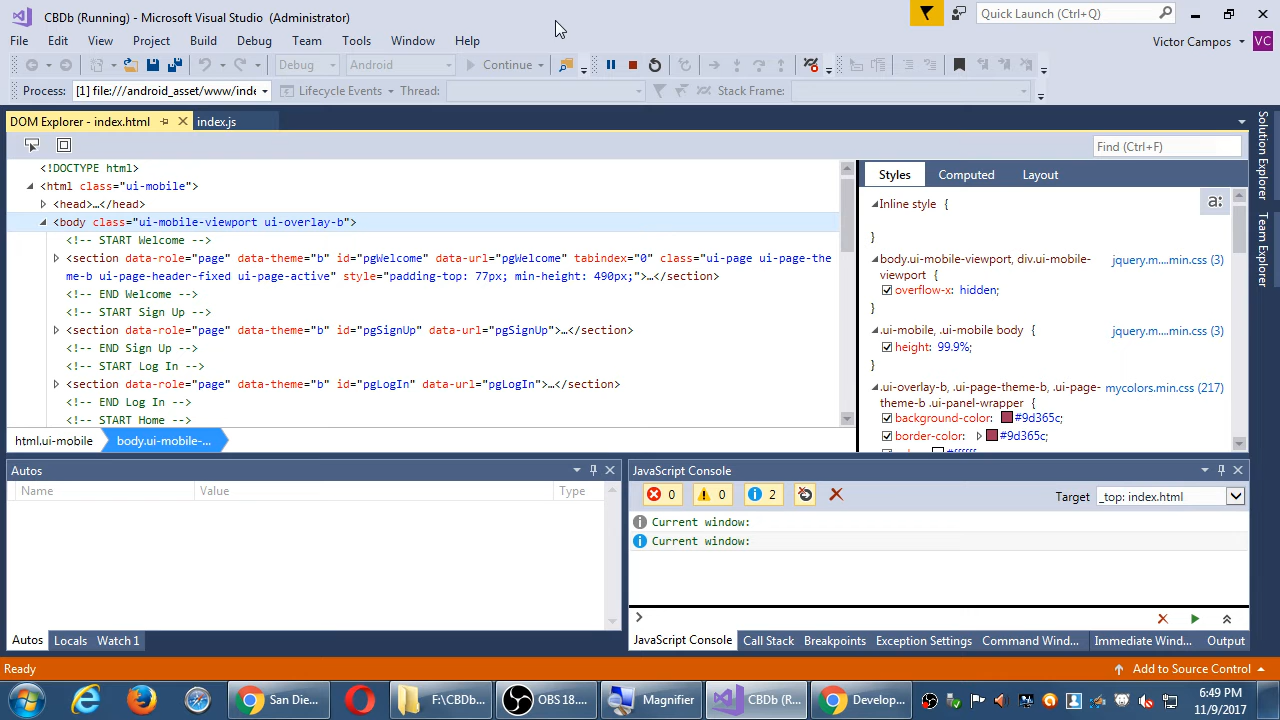 CBDb (Running) - Microsoft Visual Studio (Administrator)
Quick Launch (Ctrl+Q)
File Edit View Project Build Debug Team Tools Window Help
Victor Campos VC
Debug Android Continue
Process: [1] file:///android_asset/www/inde Lifecycle Events Thread: Stack Frame:
DOM Explorer - index.html index.js
Find (Ctrl+F)
<!DOCTYPE html>
<html class="ui-mobile">
<head>…</head>
<body class="ui-mobile-viewport ui-overlay-b">
<!-- START Welcome -->
<section data-role="page" data-theme="b" id="pgWelcome" data-url="pgWelcome" tabindex="0" class="ui-page ui-page-the
me-b ui-page-header-fixed ui-page-active" style="padding-top: 77px; min-height: 490px;">…</section>
<!-- END Welcome -->
<!-- START Sign Up -->
<section data-role="page" data-theme="b" id="pgSignUp" data-url="pgSignUp">…</section>
<!-- END Sign Up -->
<!-- START Log In -->
<section data-role="page" data-theme="b" id="pgLogIn" data-url="pgLogIn">…</section>
<!-- END Log In -->
<!-- START Home -->
html.ui-mobile body.ui-mobile-...
Styles Computed Layout
Inline style {
a:
}
body.ui-mobile-viewport, div.ui-mobile- jquery.m....min.css (3)
viewport {
overflow-x: hidden;
}
.ui-mobile, .ui-mobile body { jquery.m....min.css (3)
height: 99.9%;
}
.ui-overlay-b, .ui-page-theme-b, .ui-page- mycolors.min.css (217)
theme-b .ui-panel-wrapper {
background-color: #9d365c;
border-color: #9d365c;
Solution Explorer
Team Explorer
Autos
Name Value Type
Autos Locals Watch 1
JavaScript Console
0 0 2 Target _top: index.html
Current window:
Current window:
JavaScript Console Call Stack Breakpoints Exception Settings Command Wind... Immediate Wind... Output
Ready Add to Source Control
San Die... F:\CBDb... OBS 18.... Magnifier CBDb (R... Develop...
6:49 PM
11/9/2017